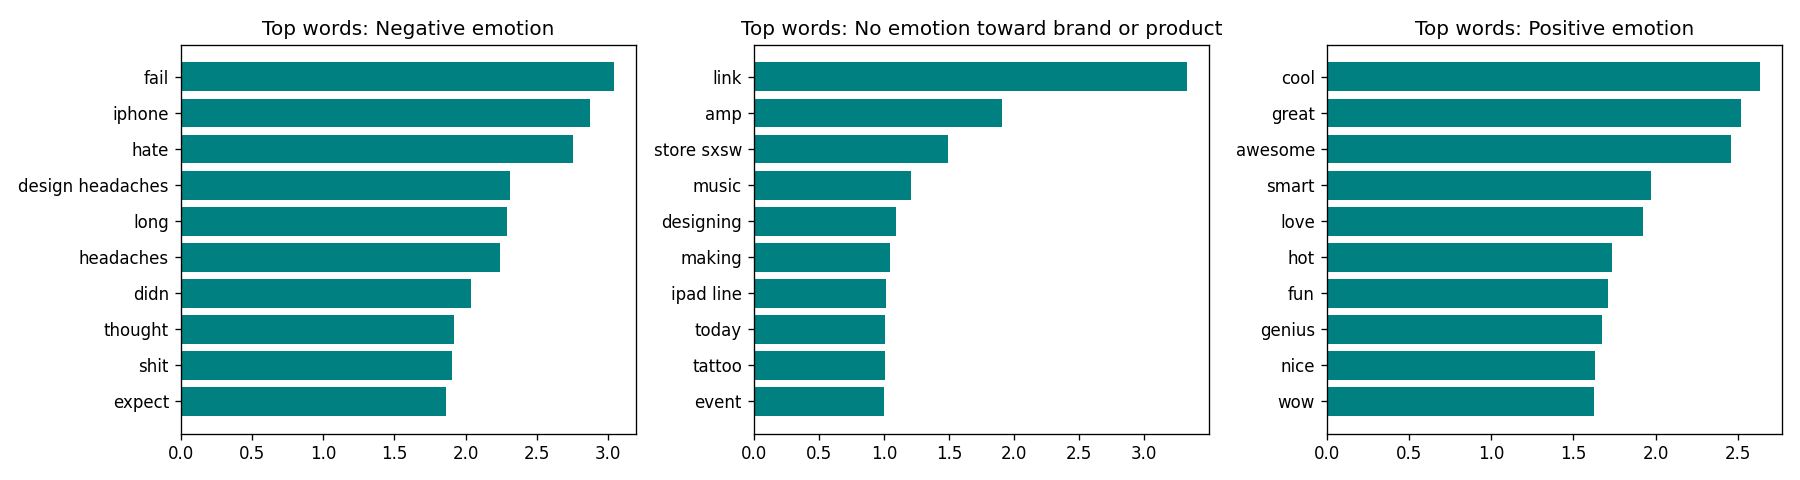 Top words: Negative emotion
fail
iphone
hate
design headaches
long
headaches
didn
thought
shit
expect
0.0 0.5 1.0 1.5 2.0 2.5 3.0
Top words: No emotion toward brand or product
link
amp
store sxsw
music
designing
making
ipad line
today
tattoo
event
0.0 0.5 1.0 1.5 2.0 2.5 3.0
Top words: Positive emotion
cool
great
awesome
smart
love
hot
fun
genius
nice
wow
0.0 0.5 1.0 1.5 2.0 2.5